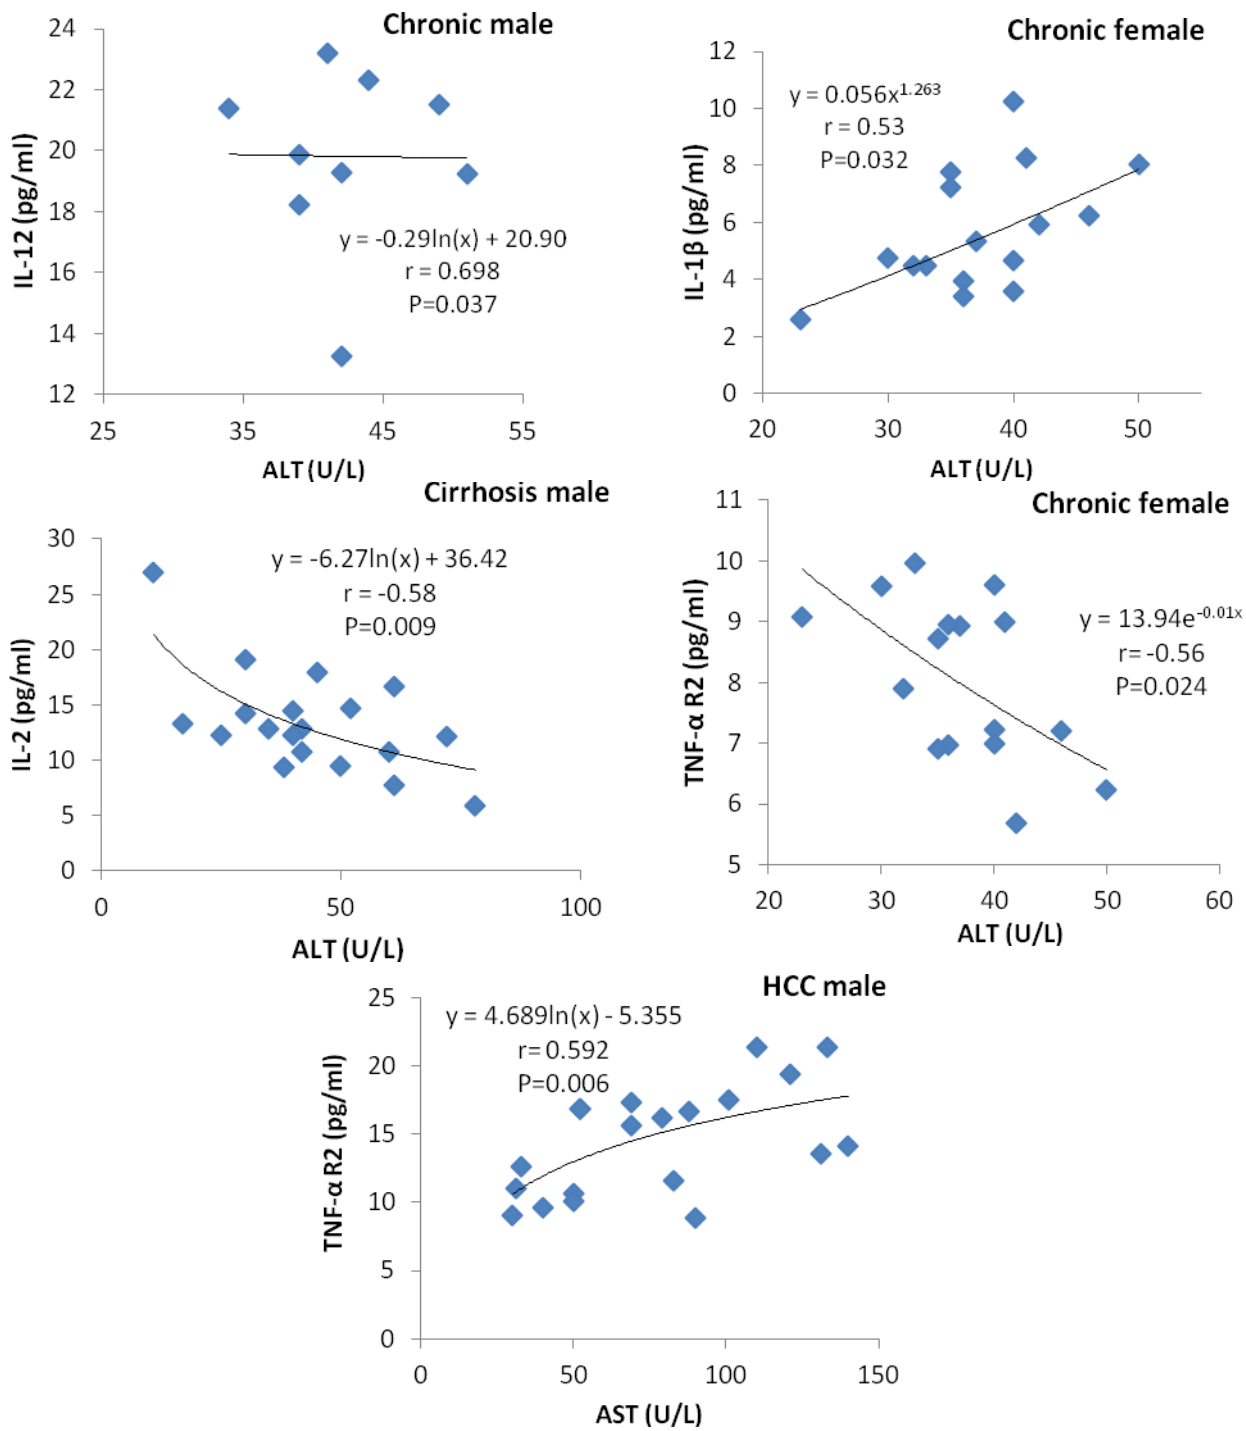 Chronic male
24
22
20
18
16
14
12
IL-12 (pg/ml)
y = -0.29ln(x) + 20.90
r = 0.698
P=0.037
25 35 45 55
ALT (U/L)
Chronic female
12
10
8
6
4
2
0
IL-1β (pg/ml)
y = 0.056x^1.263
r = 0.53
P=0.032
20 30 40 50
ALT (U/L)
Cirrhosis male
30
25
20
15
10
5
0
IL-2 (pg/ml)
y = -6.27ln(x) + 36.42
r = -0.58
P=0.009
0 50 100
ALT (U/L)
Chronic female
11
10
9
8
7
6
5
TNF-α R2 (pg/ml)
y = 13.94e^-0.01x
r= -0.56
P=0.024
20 30 40 50 60
ALT (U/L)
HCC male
25
20
15
10
5
0
TNF-α R2 (pg/ml)
y = 4.689ln(x) - 5.355
r= 0.592
P=0.006
0 50 100 150
AST (U/L)